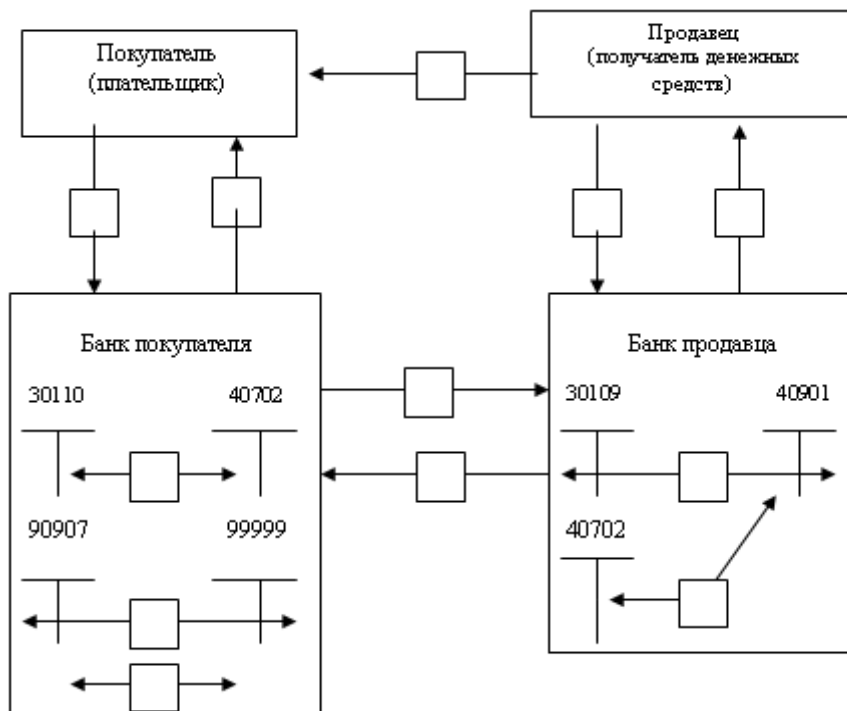 Покупатель
(плательщик)
Продавец
(получатель денежных
средств)
Банк покупателя
30110 40702
90907 99999
Банк продавца
30109 40901
40702